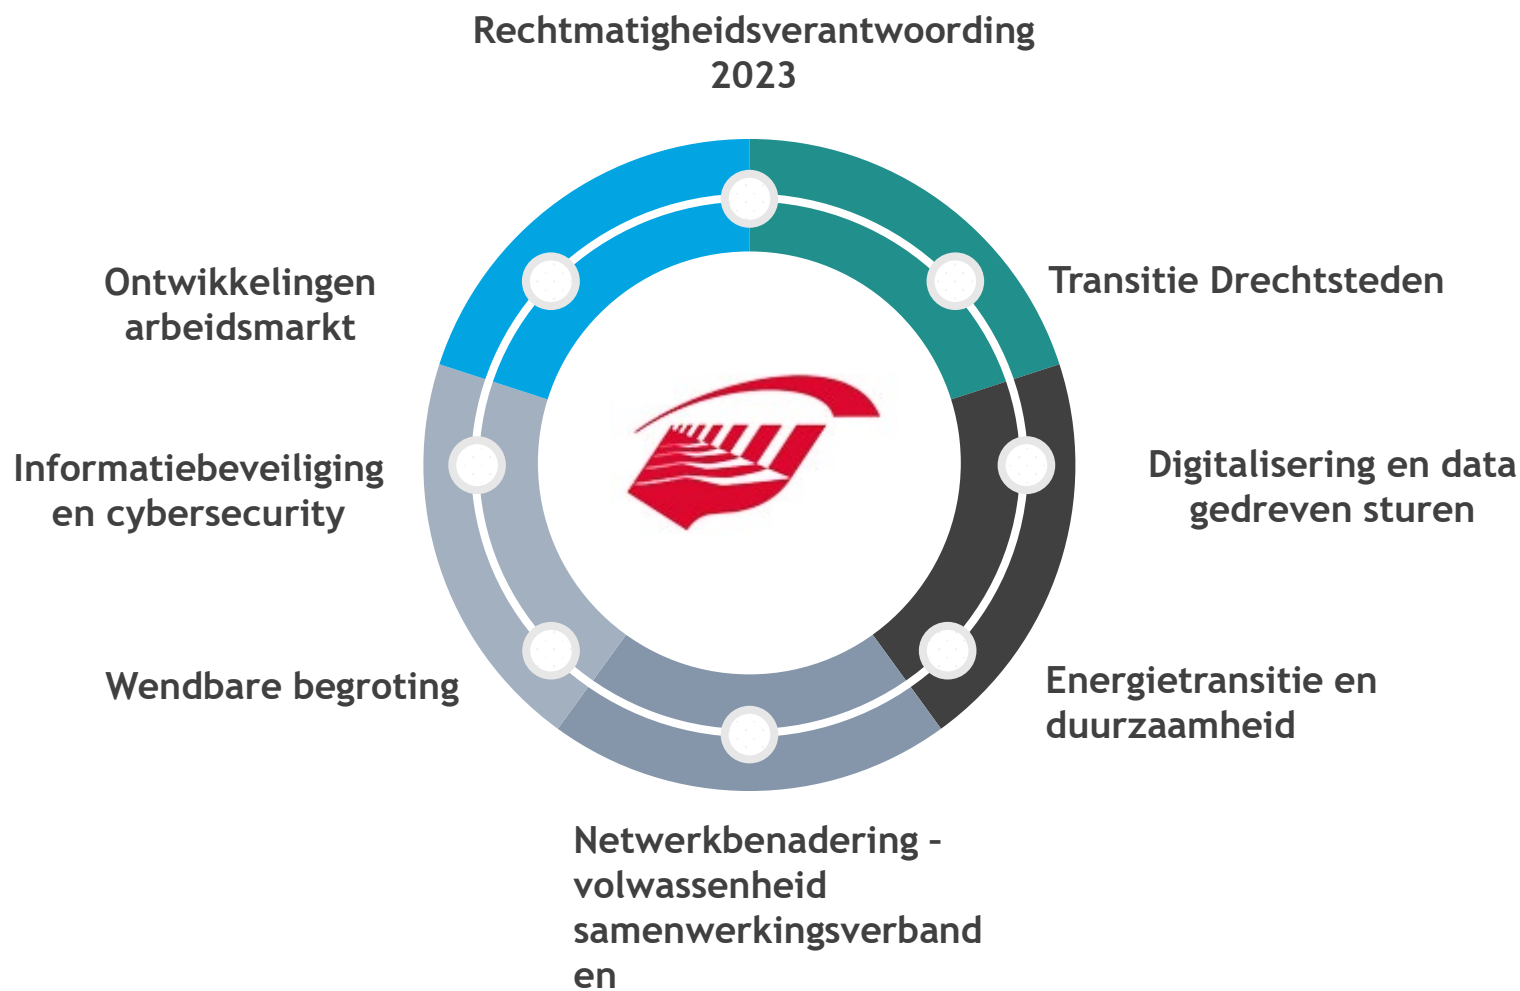 Rechtmatigheidsverantwoording
2023
Transitie Drechtsteden
Digitalisering en data
gedreven sturen
Energietransitie en
duurzaamheid
Netwerkbenadering –
volwassenheid
samenwerkingsverband
en
Wendbare begroting
Informatiebeveiliging
en cybersecurity
Ontwikkelingen
arbeidsmarkt